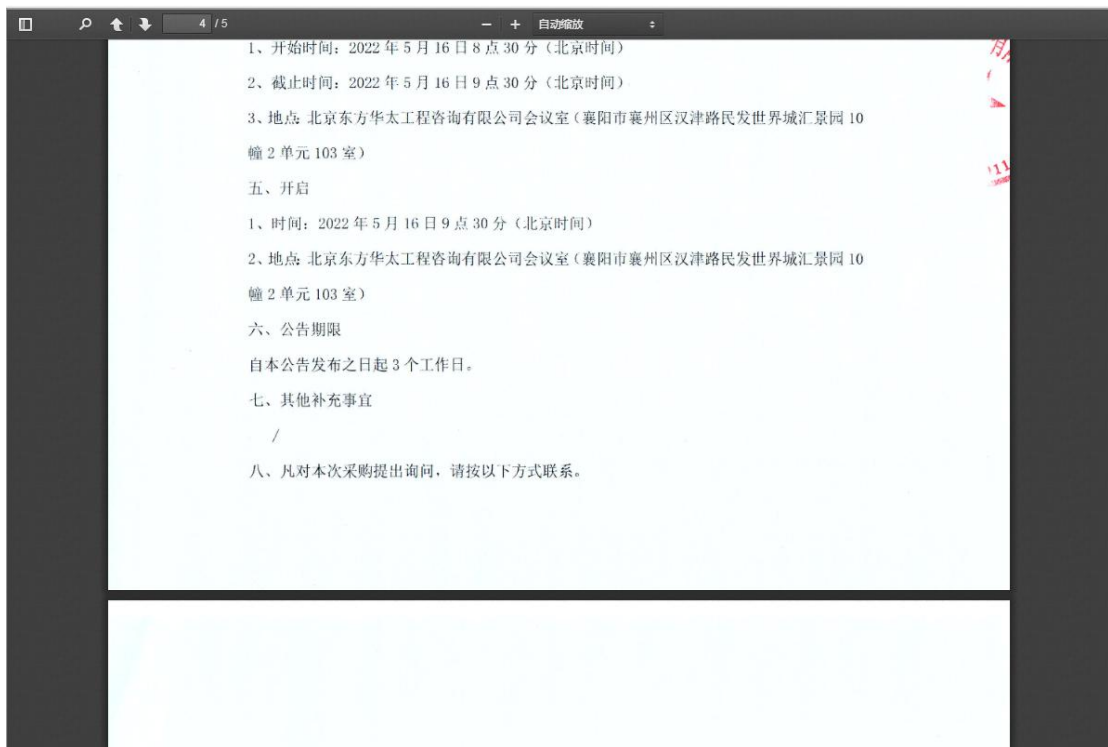 4 / 5
自动缩放
1、开始时间：2022 年 5 月 16 日 8 点 30 分（北京时间）
2、截止时间：2022 年 5 月 16 日 9 点 30 分（北京时间）
3、地点：北京东方华太工程咨询有限公司会议室（襄阳市襄州区汉津路民发世界城汇景园 10
幢 2 单元 103 室）
五、开启
1、时间：2022 年 5 月 16 日 9 点 30 分（北京时间）
2、地点：北京东方华太工程咨询有限公司会议室（襄阳市襄州区汉津路民发世界城汇景园 10
幢 2 单元 103 室）
六、公告期限
自本公告发布之日起 3 个工作日。
七、其他补充事宜
/
八、凡对本次采购提出询问，请按以下方式联系。